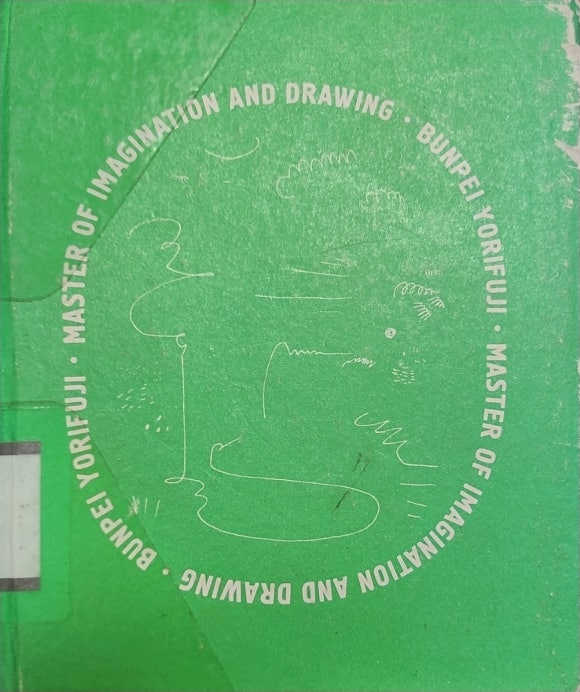 MASTER OF IMAGINATION AND DRAWING · BUNPEI YORIFUJI · MASTER OF IMAGINATION AND DRAWING · BUNPEI YORIFUJI ·